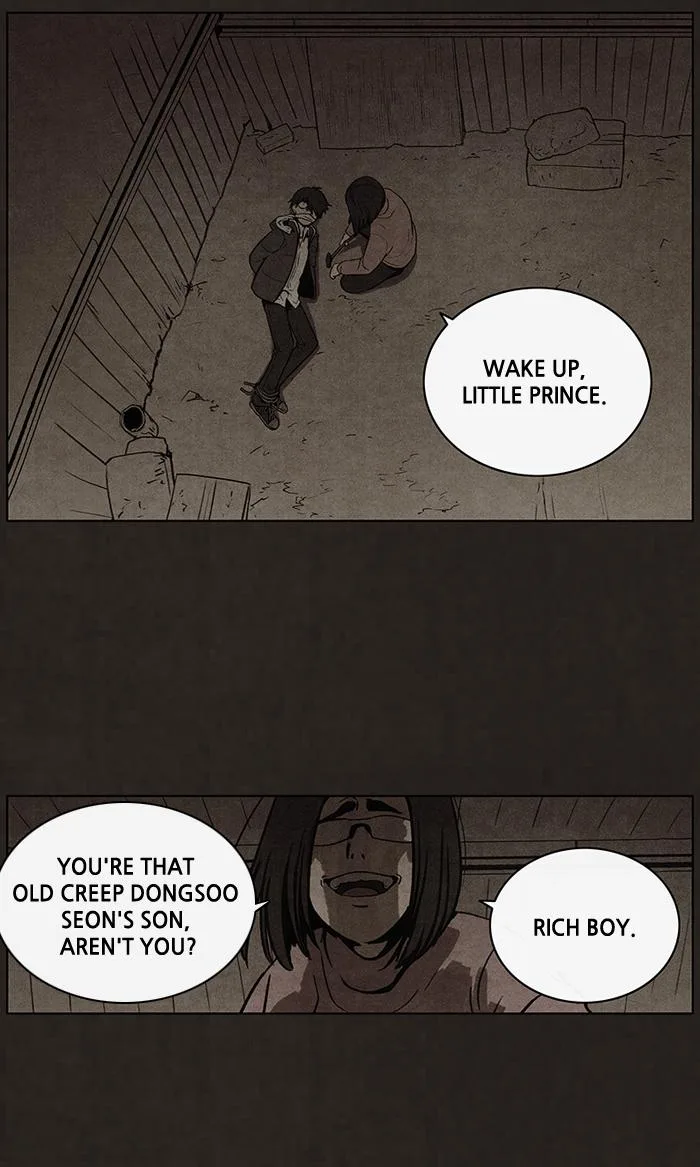 WAKE UP,
LITTLE PRINCE.
YOU'RE THAT
OLD CREEP DONGSOO
SEON'S SON,
AREN'T YOU?
RICH BOY.